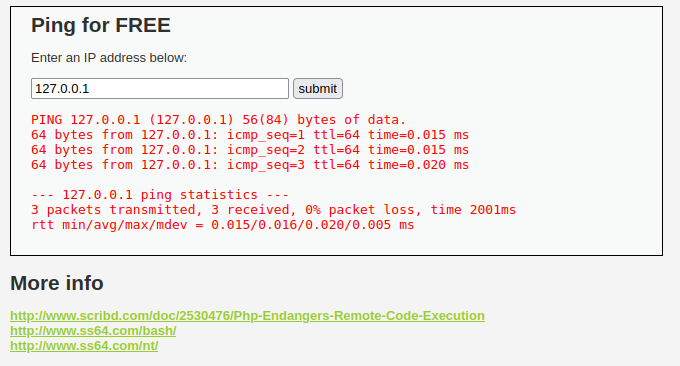 Ping for FREE
Enter an IP address below:
127.0.0.1 submit
PING 127.0.0.1 (127.0.0.1) 56(84) bytes of data.
64 bytes from 127.0.0.1: icmp_seq=1 ttl=64 time=0.015 ms
64 bytes from 127.0.0.1: icmp_seq=2 ttl=64 time=0.015 ms
64 bytes from 127.0.0.1: icmp_seq=3 ttl=64 time=0.020 ms
--- 127.0.0.1 ping statistics ---
3 packets transmitted, 3 received, 0% packet loss, time 2001ms
rtt min/avg/max/mdev = 0.015/0.016/0.020/0.005 ms
More info
http://www.scribd.com/doc/2530476/Php-Endangers-Remote-Code-Execution
http://www.ss64.com/bash/
http://www.ss64.com/nt/